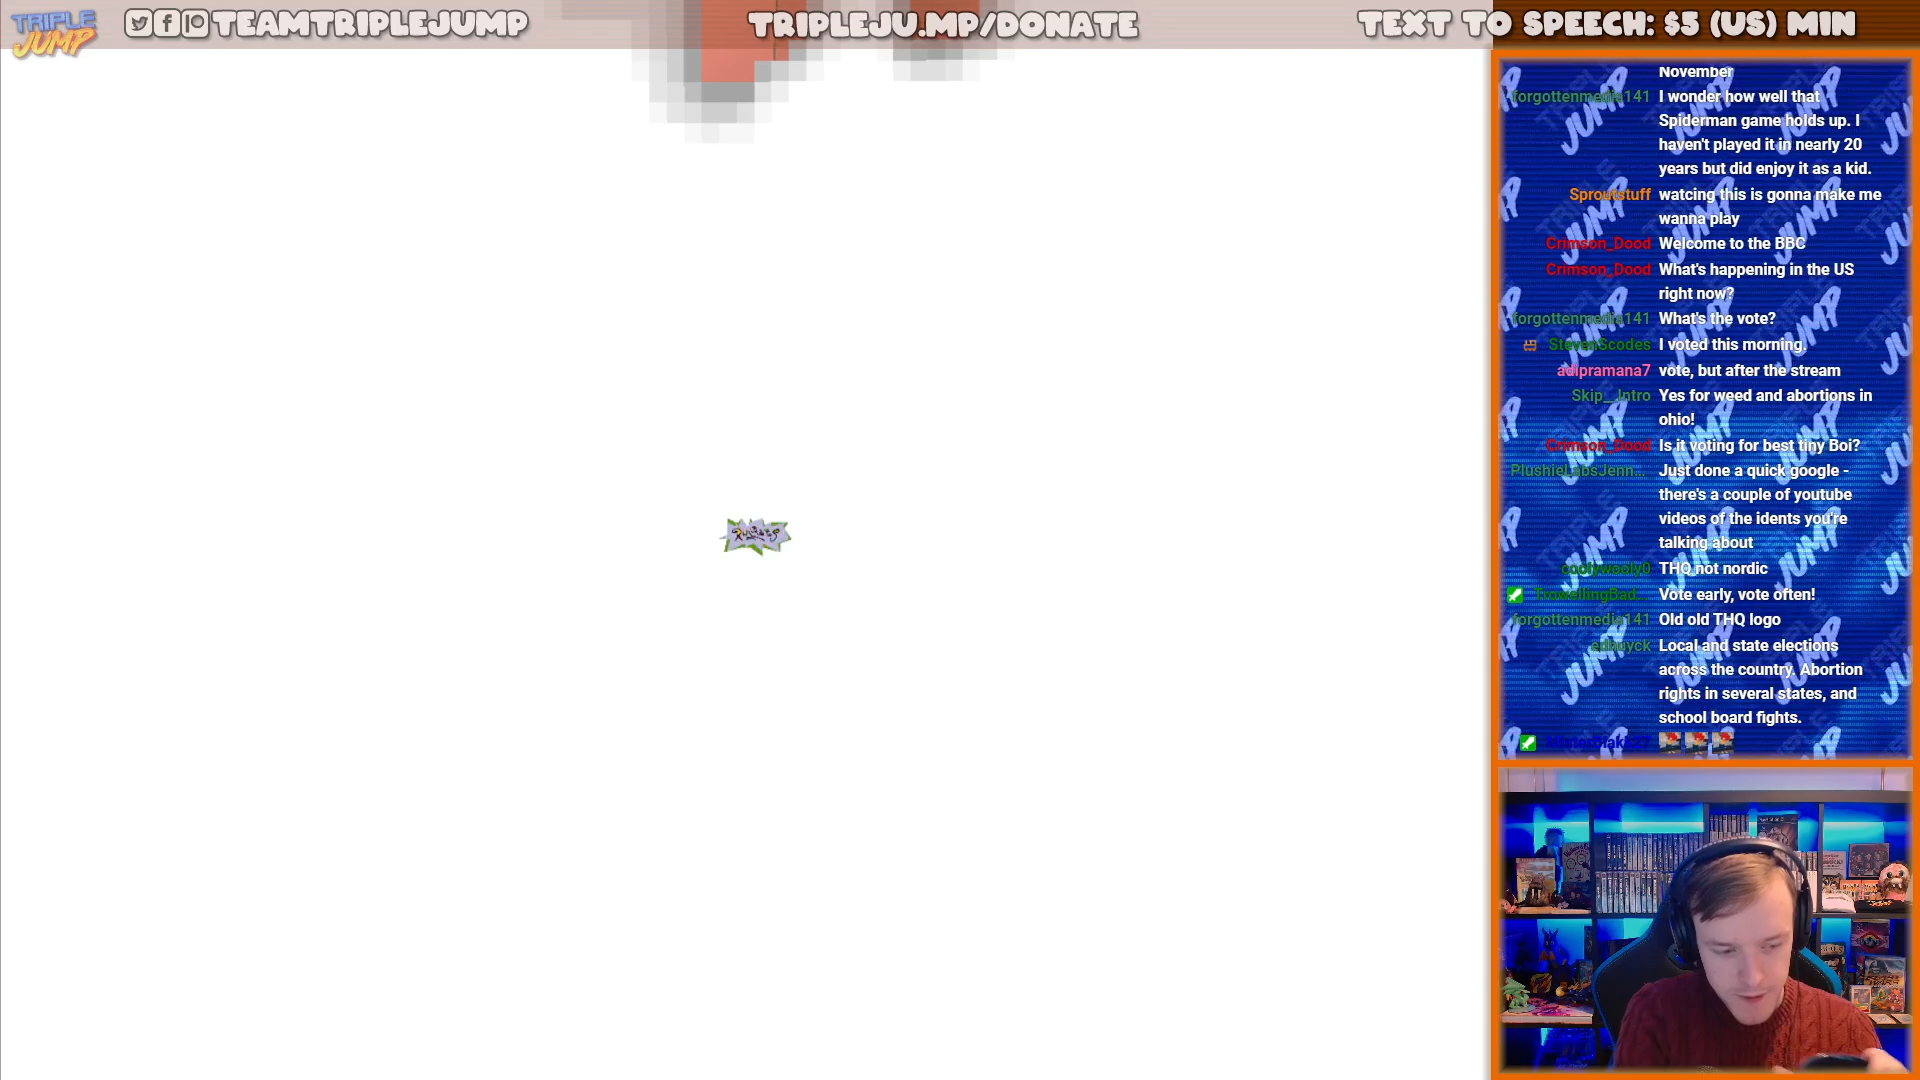 TRIPLE
JUMP
TEAMTRIPLEJUMP
TRIPLEJU.MP/DONATE
TEXT TO SPEECH: $5 (US) MIN
November
forgottenmedia141 I wonder how well that
Spiderman game holds up. I
haven't played it in nearly 20
years but did enjoy it as a kid.
Sproutstuff watcing this is gonna make me
wanna play
Crimson_Dood Welcome to the BBC
Crimson_Dood What's happening in the US
right now?
forgottenmedia141 What's the vote?
StevenScodes I voted this morning.
adipramana7 vote, but after the stream
Skip__Intro Yes for weed and abortions in
ohio!
Crimson_Dood Is it voting for best tiny Boi?
PlushieLabsJenn... Just done a quick google -
there's a couple of youtube
videos of the idents you're
talking about
coolywooly0 THQ not nordic
TrowellingBad... Vote early, vote often!
forgottenmedia141 Old old THQ logo
Local and state elections
across the country. Abortion
rights in several states, and
school board fights.
RUGRATS